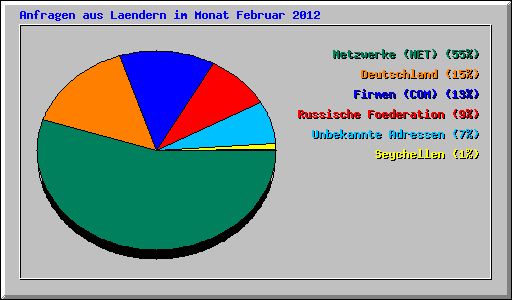 Anfragen aus Laendern im Monat Februar 2012
Netzwerke (NET) (55%)
Deutschland (15%)
Firmen (COM) (13%)
Russische Foederation (9%)
Unbekannte Adressen (7%)
Seychellen (1%)